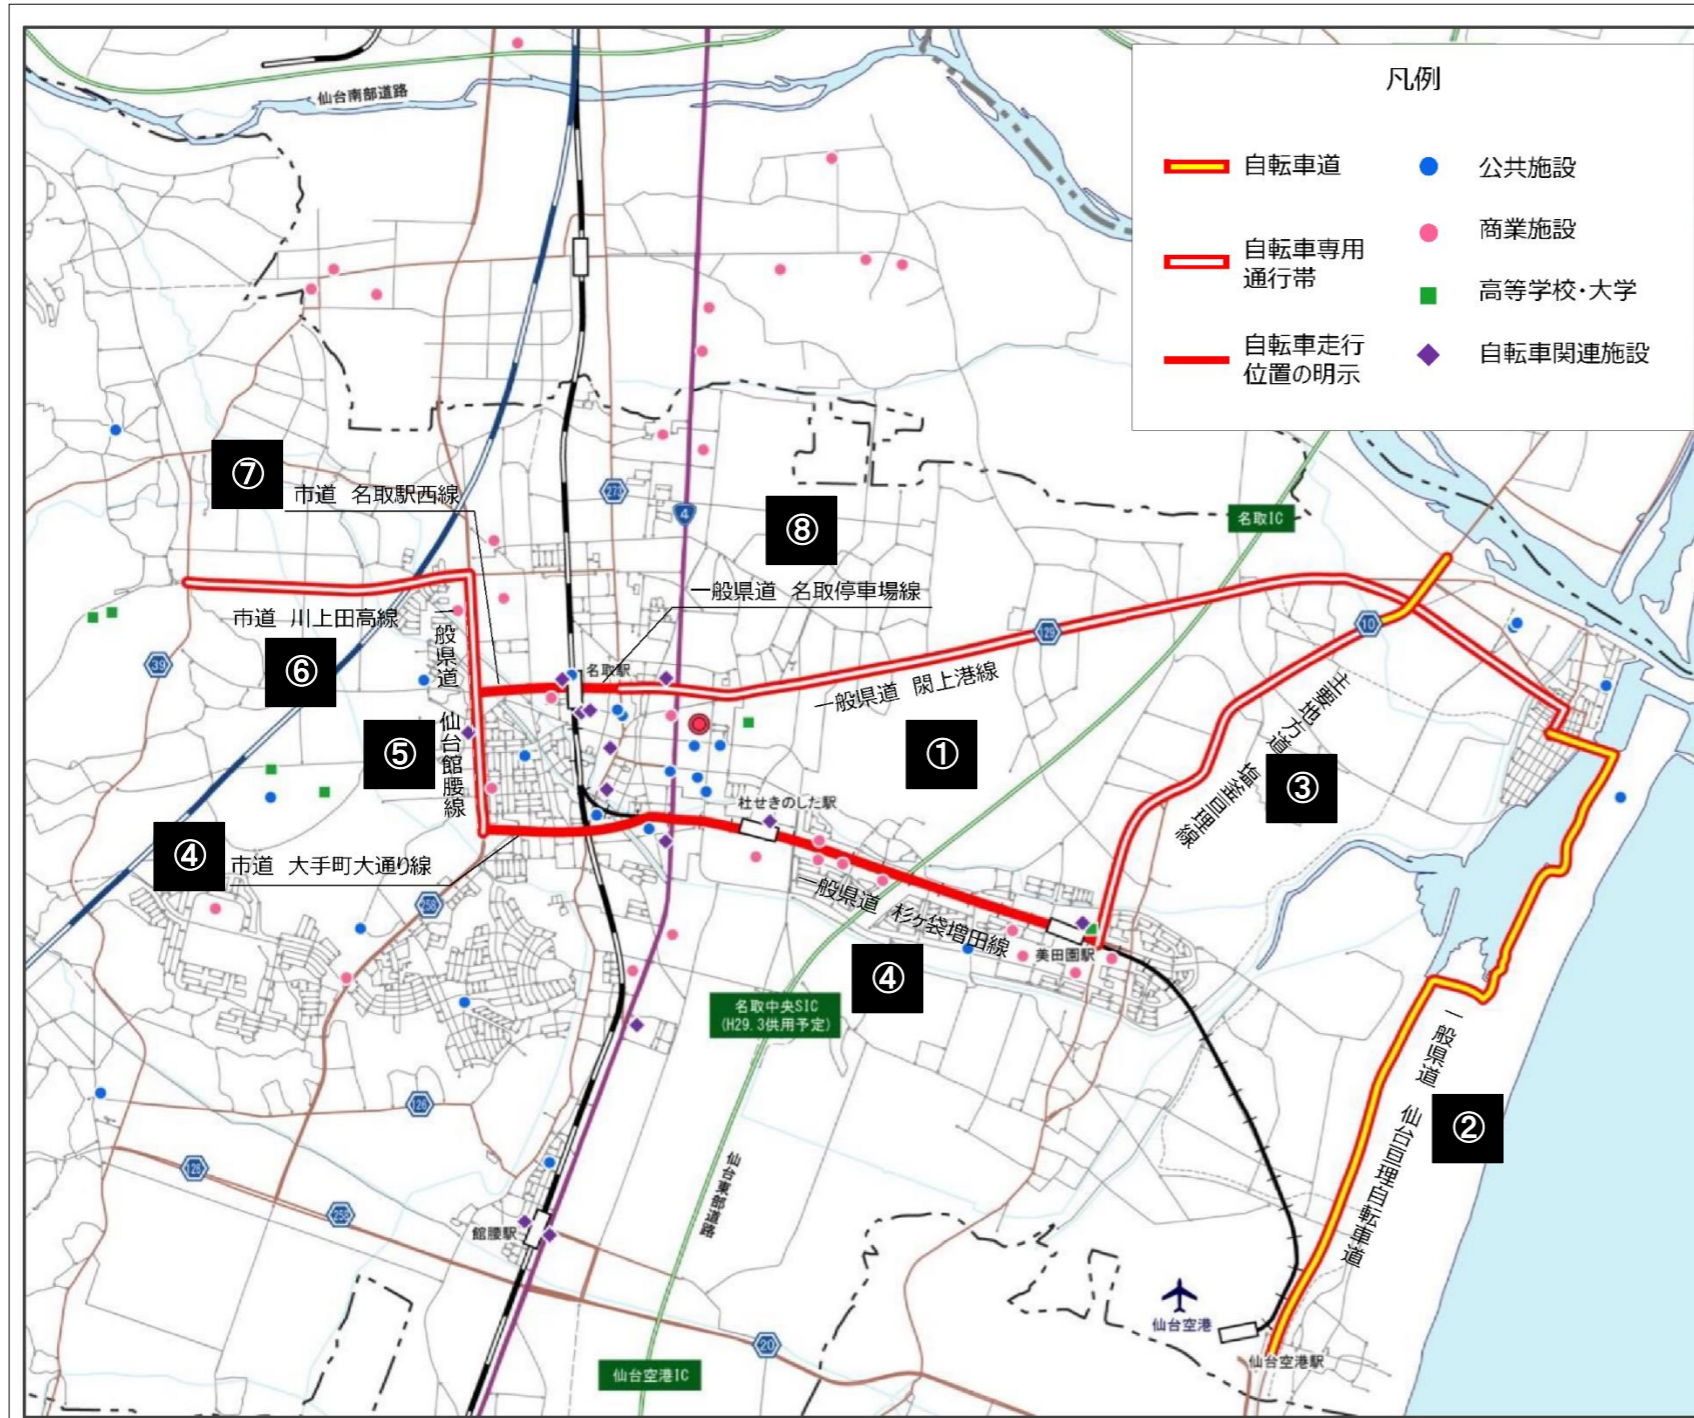 凡例
自転車道
自転車専用
通行帯
自転車走行
位置の明示
公共施設
商業施設
高等学校・大学
自転車関連施設
仙台南部道路
⑦
市道 名取駅西線
273
4
⑧
一般県道 名取停車場線
名取IC
市道 川上田高線
⑥
39
一般県道 仙台館腰線
⑤
名取駅
一般県道 閖上港線
129
10
①
主要地方道 塩釜亘理線
③
杜せきのした駅
④
市道 大手町大通り線
258
一般県道 杉ケ袋増田線
④
美田園駅
名取中央SIC
(H29.3供用予定)
一般県道 仙台亘理自転車道
②
126
126
258
仙台東部道路
館腰駅
20
仙台空港
仙台空港駅
仙台空港IC